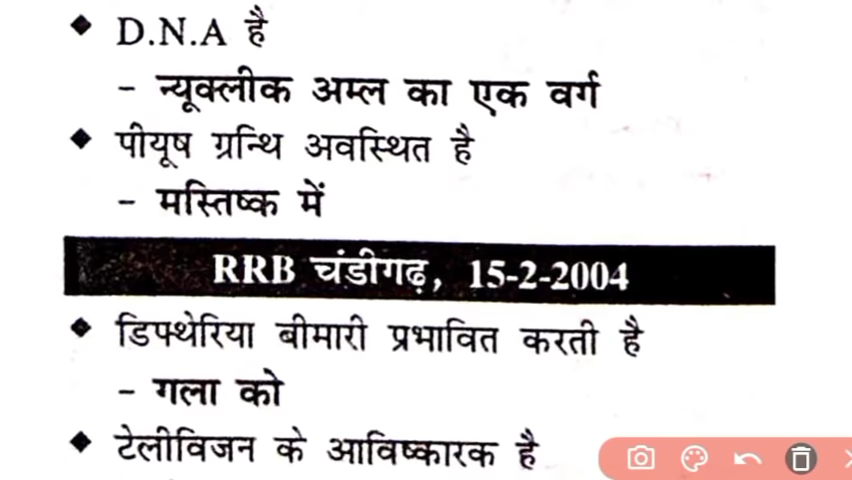 ◆ D.N.A है
– न्यूक्लीक अम्ल का एक वर्ग
◆ पीयूष ग्रन्थि अवस्थित है
– मस्तिष्क में
RRB चंडीगढ़, 15-2-2004
◆ डिफ्थेरिया बीमारी प्रभावित करती है
– गला को
◆ टेलीविजन के आविष्कारक है